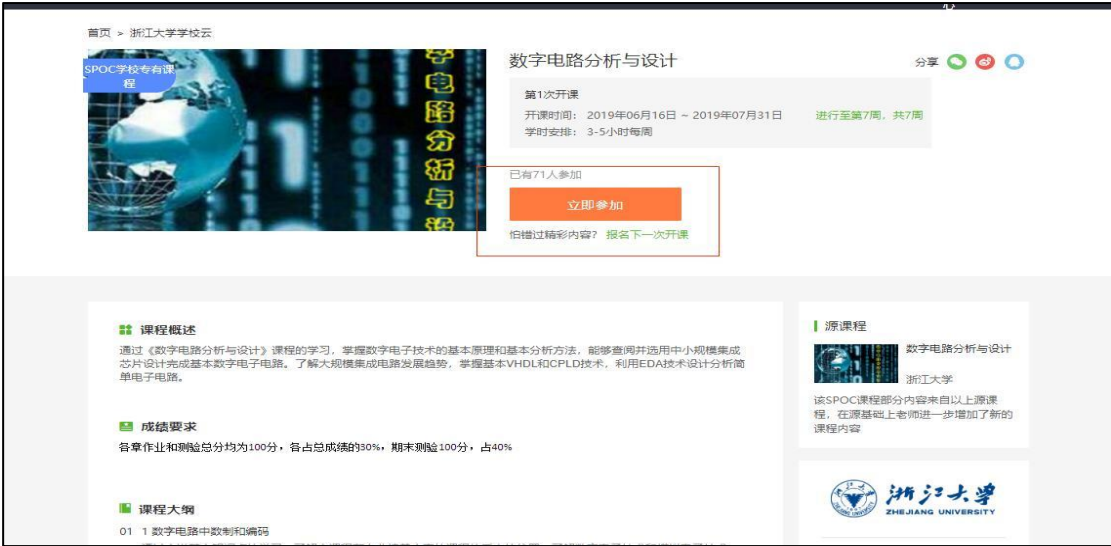 首页 > 浙江大学学校云
SPOC学校专有课
程
字电路分析与设
数字电路分析与设计
分享
第1次开课
开课时间： 2019年06月16日 ~ 2019年07月31日
进行至第7周，共7周
学时安排： 3-5小时每周
已有71人参加
立即参加
怕错过精彩内容？ 报名下一次开课
课程概述
通过《数字电路分析与设计》课程的学习，掌握数字电子技术的基本原理和基本分析方法，能够查阅并选用中小规模集成
芯片设计完成基本数字电子电路。了解大规模集成电路发展趋势，掌握基本VHDL和CPLD技术，利用EDA技术设计分析简
单电子电路。
成绩要求
各章作业和测验总分均为100分，各占总成绩的30%，期末测验100分，占40%
课程大纲
01 1 数字电路中数制和编码
源课程
数字电路分析与设计
浙江大学
该SPOC课程部分内容来自以上源课
程，在源基础上老师进一步增加了新的
课程内容
浙江大学
ZHEJIANG UNIVERSITY